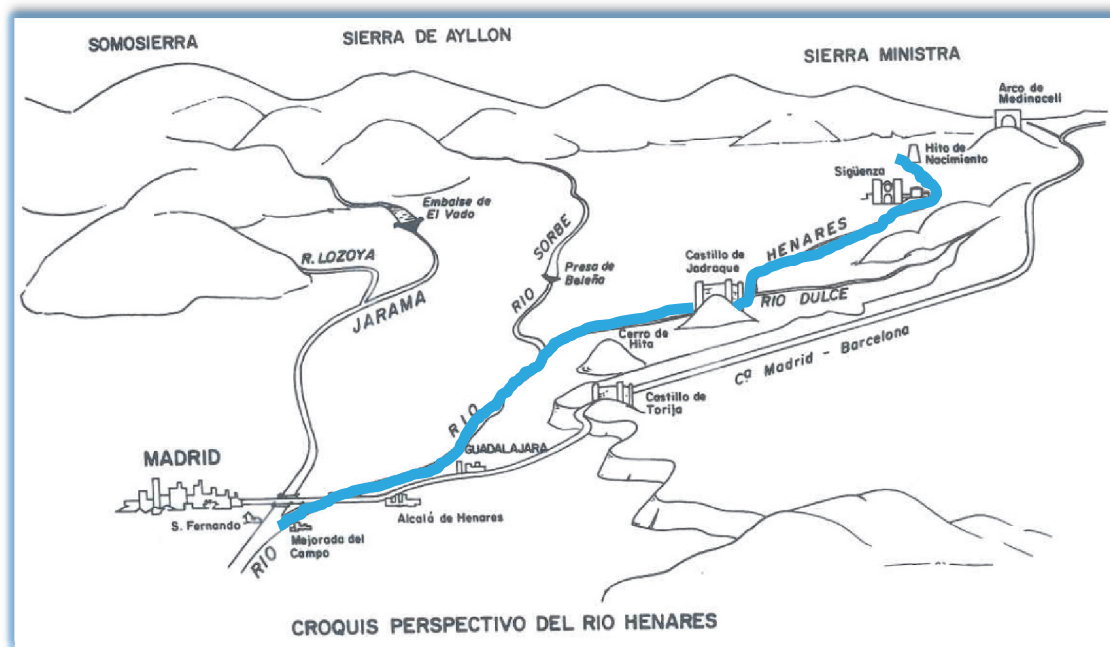 SOMOSIERRA
SIERRA DE AYLLON
SIERRA MINISTRA
Arco de
Medinaceli
Hito de
Nacimiento
Sigüenza
Embalse de
El Vado
R. LOZOYA
JARAMA
RIO SORBE
Presa de
Beleña
HENARES
Castillo de
Jadraque
RIO DULCE
Cerro de
Hita
Cª Madrid - Barcelona
Castillo de
Torija
RIO
GUADALAJARA
MADRID
S. Fernando
Alcalá de Henares
Mejorada del
Campo
RIO
CROQUIS PERSPECTIVO DEL RIO HENARES